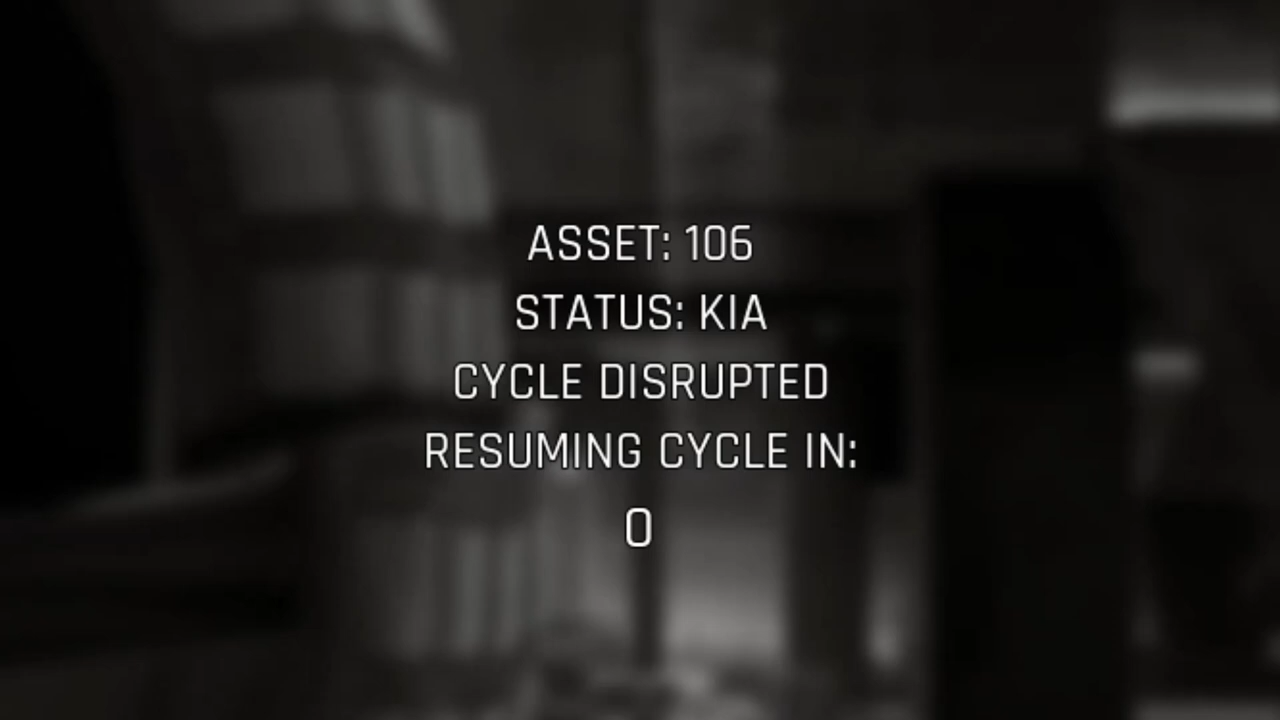 ASSET: 106
STATUS: KIA
CYCLE DISRUPTED
RESUMING CYCLE IN:
0